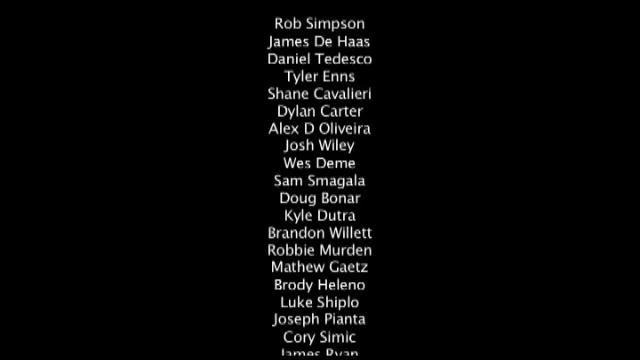 Rob Simpson
James De Haas
Daniel Tedesco
Tyler Enns
Shane Cavalieri
Dylan Carter
Alex D Oliveira
Josh Wiley
Wes Deme
Sam Smagala
Doug Bonar
Kyle Dutra
Brandon Willett
Robbie Murden
Mathew Gaetz
Brody Heleno
Luke Shiplo
Joseph Pianta
Cory Simic
James Ryan